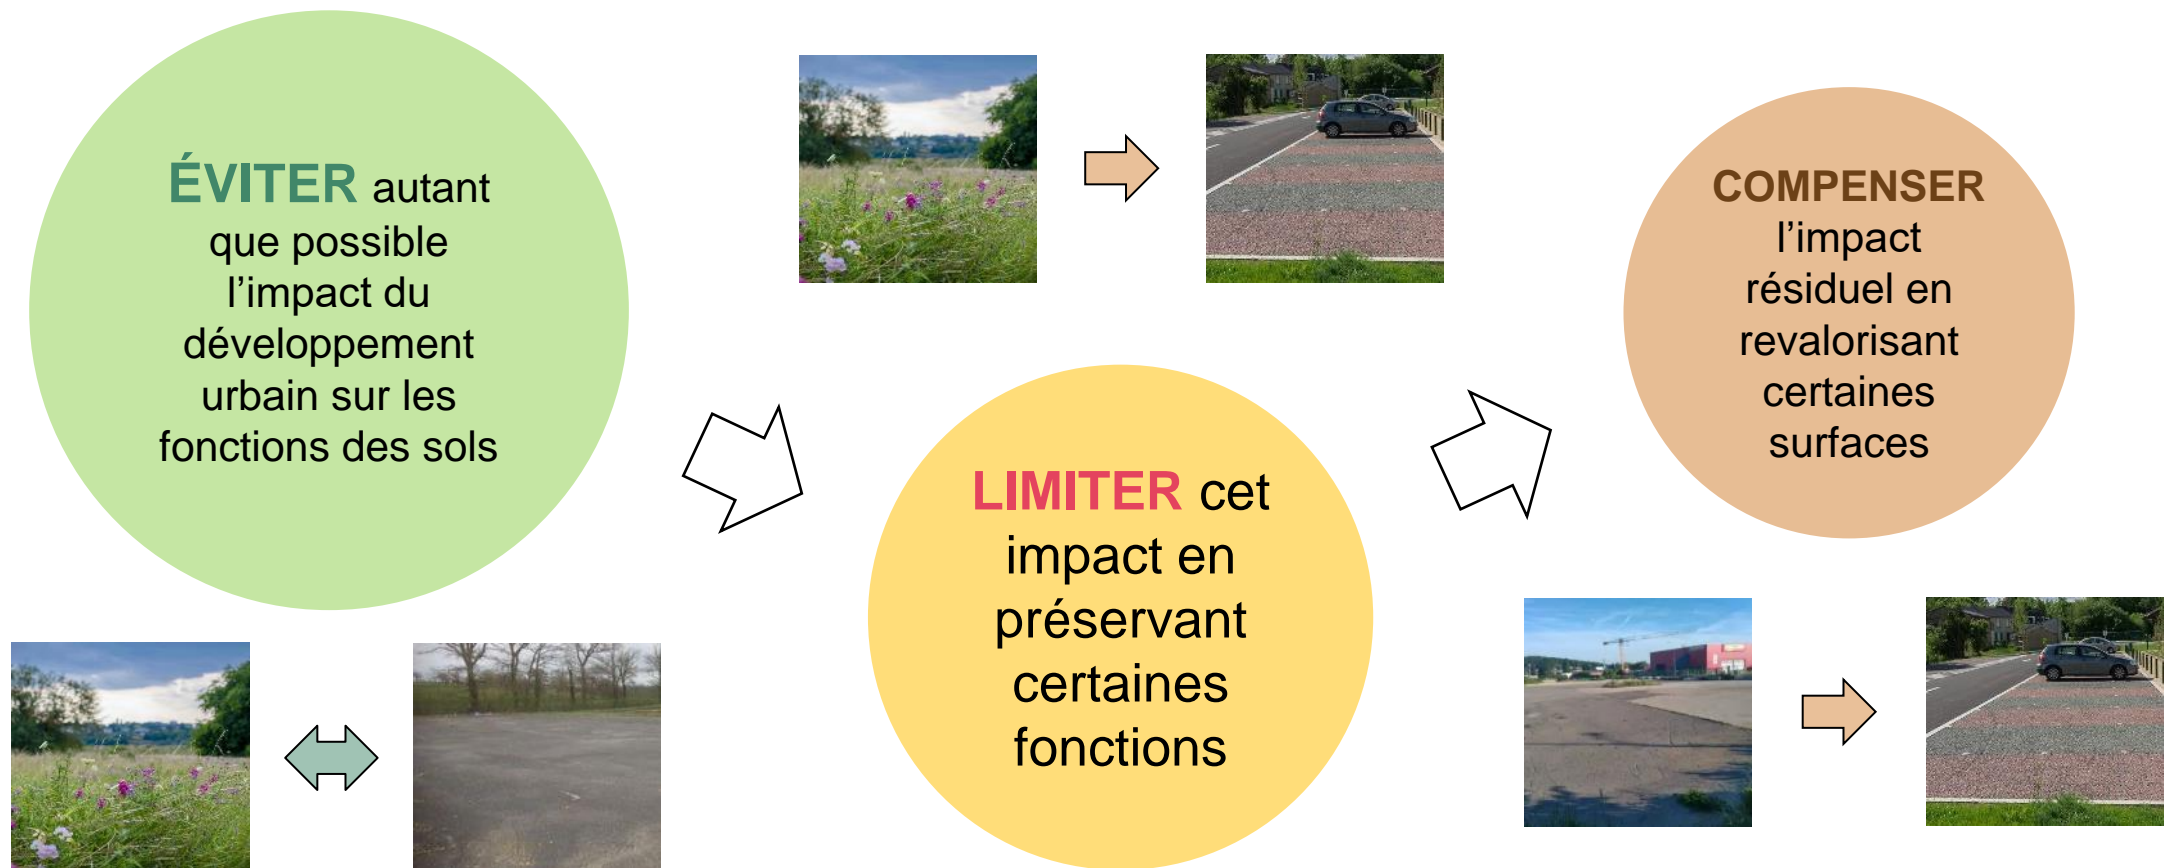 ÉVITER autant
que possible
l’impact du
développement
urbain sur les
fonctions des sols
LIMITER cet
impact en
préservant
certaines
fonctions
COMPENSER
l’impact
résiduel en
revalorisant
certaines
surfaces